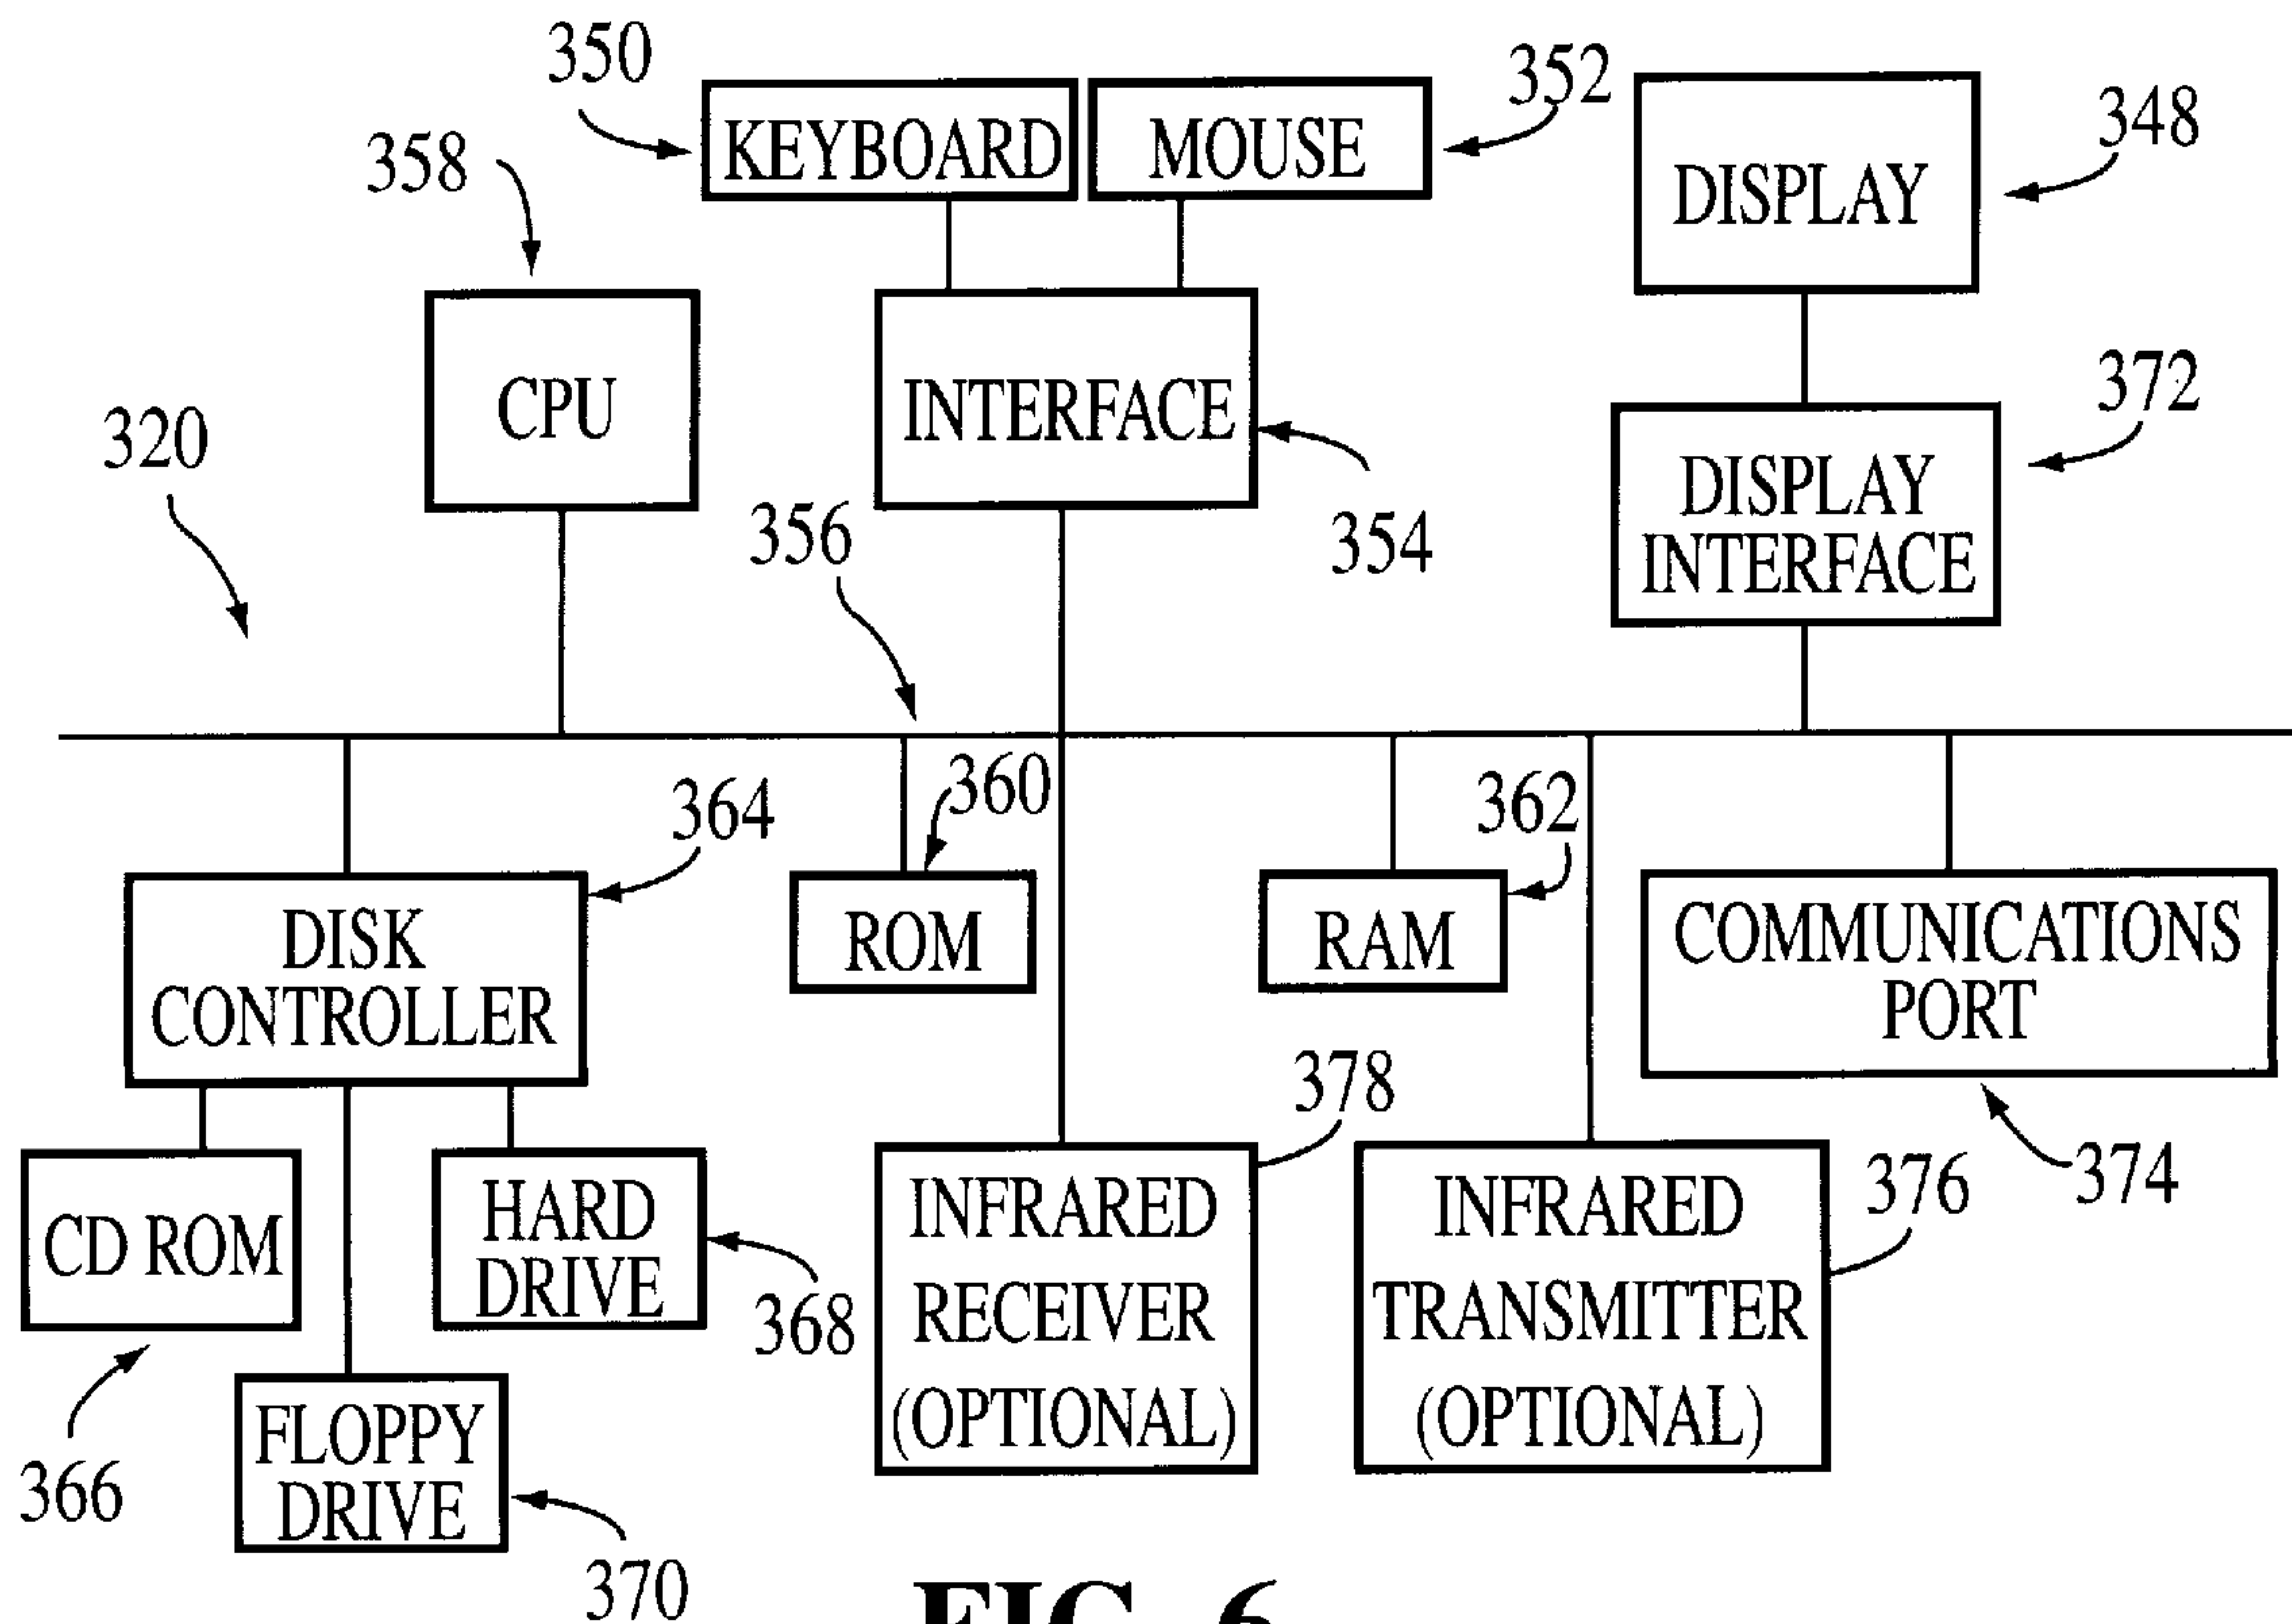 350
KEYBOARD
MOUSE
352
DISPLAY
348
358
CPU
INTERFACE
354
DISPLAY
INTERFACE
372
320
356
364
DISK
CONTROLLER
360
ROM
362
RAM
COMMUNICATIONS
PORT
374
CD ROM
366
HARD
DRIVE
368
FLOPPY
DRIVE
370
378
INFRARED
RECEIVER
(OPTIONAL)
INFRARED
TRANSMITTER
(OPTIONAL)
376
FIG. 6